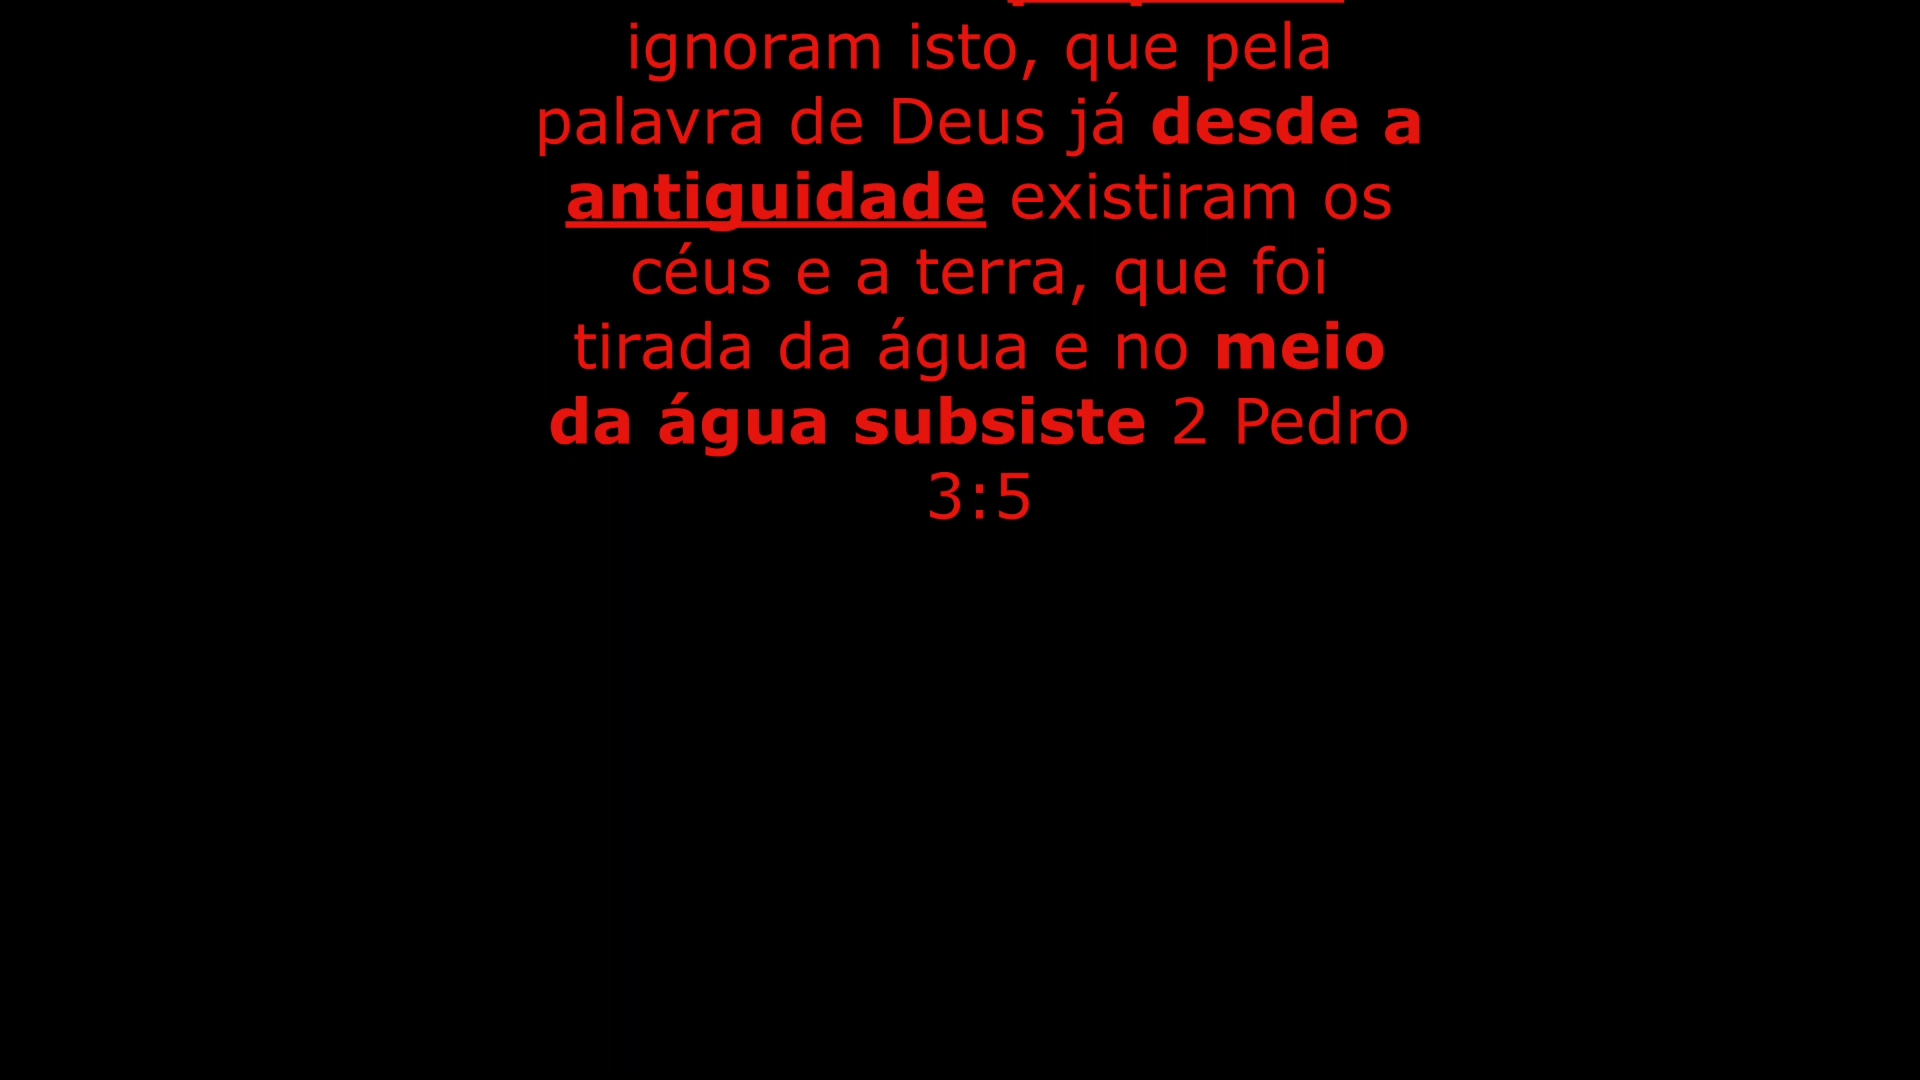 ignoram isto, que pela
palavra de Deus já desde a
antiguidade existiram os
céus e a terra, que foi
tirada da água e no meio
da água subsiste 2 Pedro
3:5